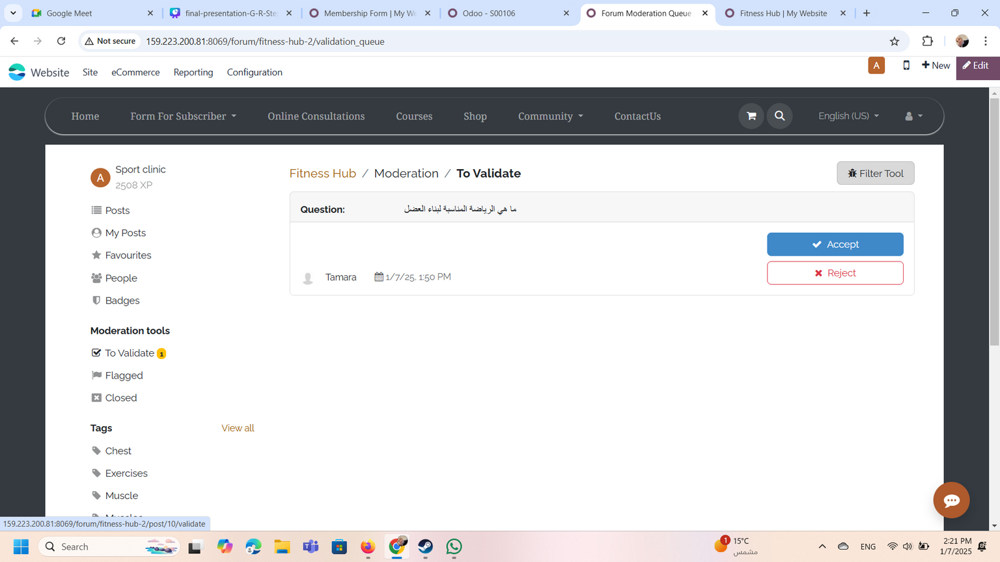 Google Meet
final-presentation-G-R-Ste
Membership Form | My We
Odoo - S00106
Forum Moderation Queue
Fitness Hub | My Website
Not secure
159.223.200.81:8069/forum/fitness-hub-2/validation_queue
Website
Site
eCommerce
Reporting
Configuration
A
New
Edit
Home
Form For Subscriber
Online Consultations
Courses
Shop
Community
ContactUs
English (US)
A
Sport clinic
2508 XP
Posts
My Posts
Favourites
People
Badges
Moderation tools
To Validate 1
Flagged
Closed
Tags
View all
Chest
Exercises
Muscle
Fitness Hub / Moderation / To Validate
Filter Tool
Question:
ما هي الرياضة المناسبة لبناء العضل
Accept
Reject
Tamara
1/7/25, 1:50 PM
159.223.200.81:8069/forum/fitness-hub-2/post/10/validate
Search
1
15°C
مشمس
ENG
2:21 PM
1/7/2025